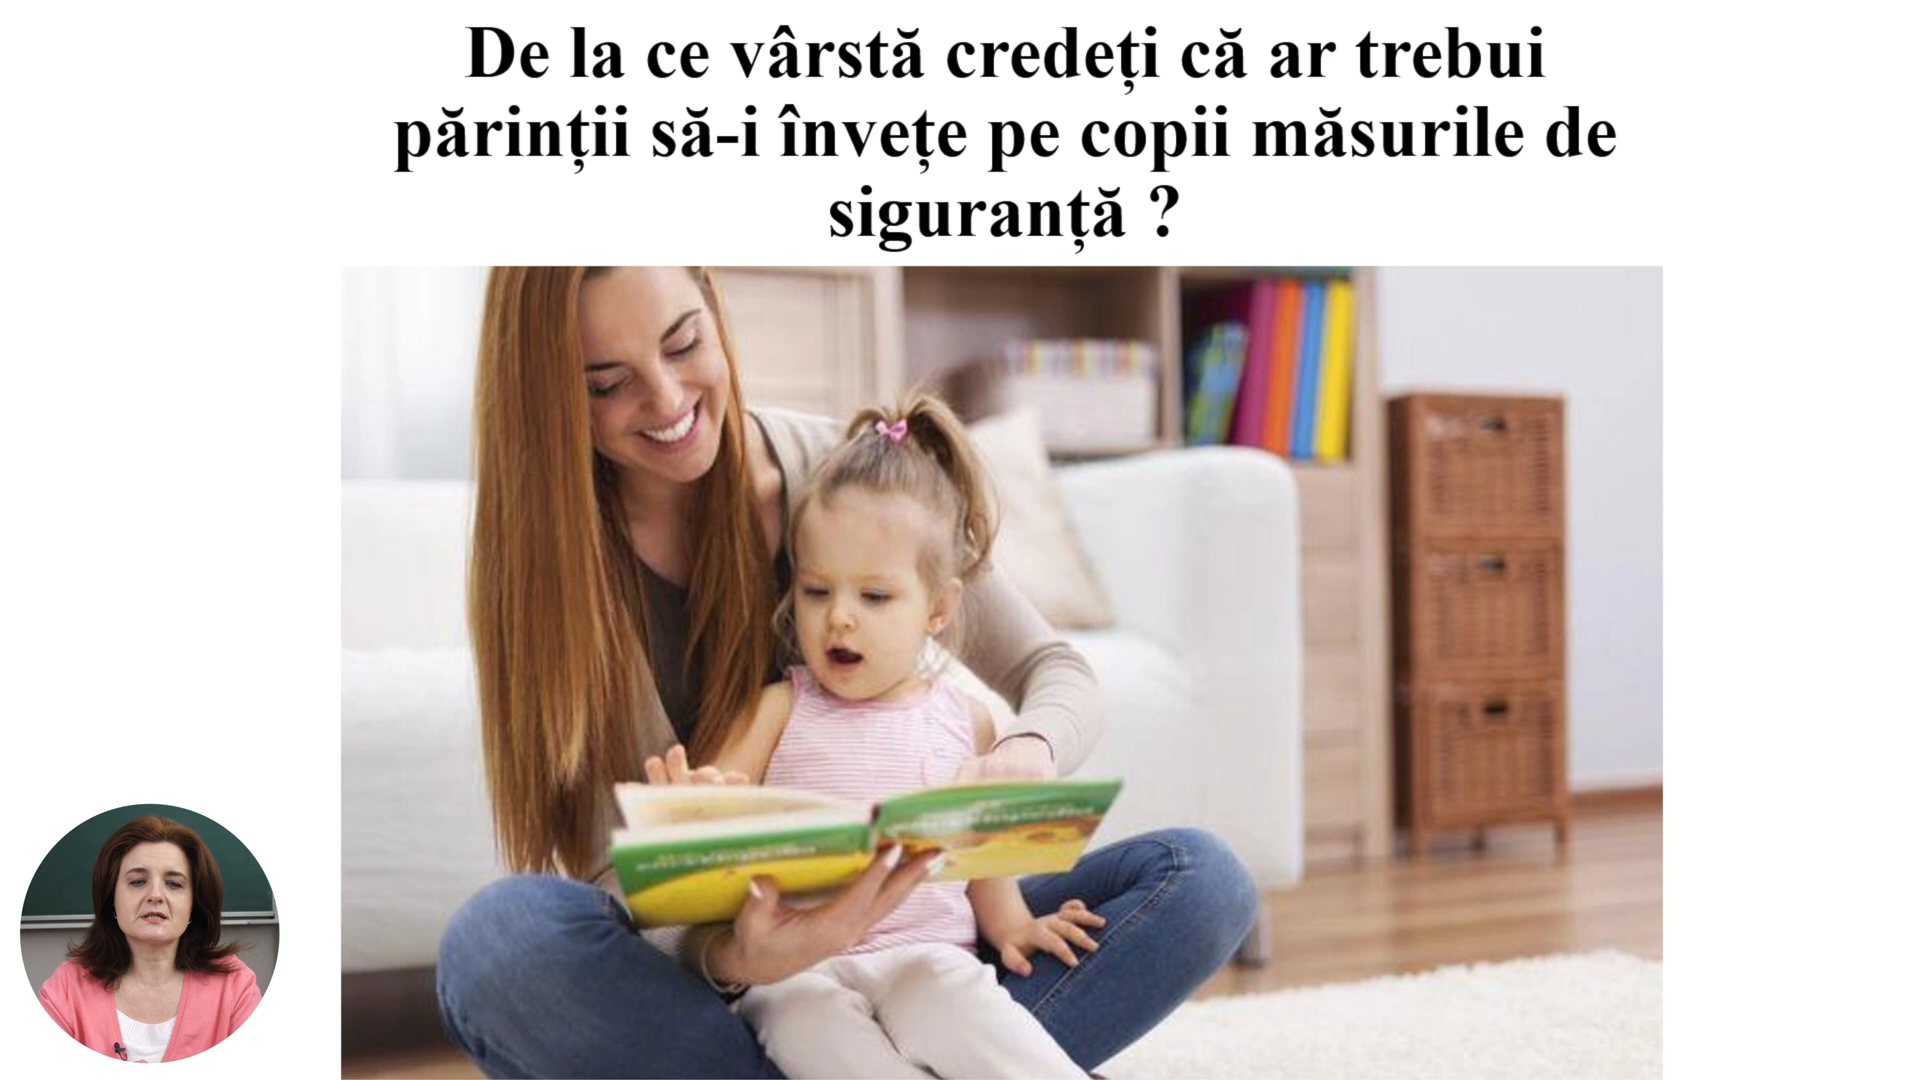 De la ce vârstă credeți că ar trebui
părinții să-i învețe pe copii măsurile de
siguranță ?